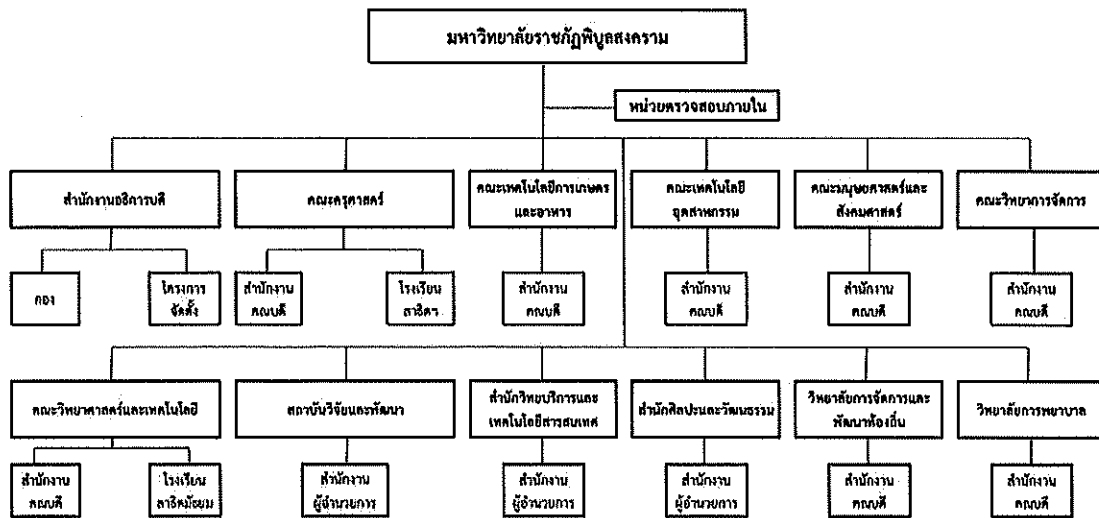 มหาวิทยาลัยราชภัฏพิบูลสงคราม
หน่วยตรวจสอบภายใน
สำนักงานอธิการบดี
คณะครุศาสตร์
คณะเทคโนโลยีการเกษตร
และอาหาร
คณะเทคโนโลยี
อุตสาหกรรม
คณะมนุษยศาสตร์และ
สังคมศาสตร์
คณะวิทยาการจัดการ
กอง
โครงการ
จัดตั้ง
สำนักงาน
คณบดี
โรงเรียน
สาธิตฯ
สำนักงาน
คณบดี
สำนักงาน
คณบดี
สำนักงาน
คณบดี
สำนักงาน
คณบดี
คณะวิทยาศาสตร์และเทคโนโลยี
สถาบันวิจัยและพัฒนา
สำนักวิทยบริการและ
เทคโนโลยีสารสนเทศ
สำนักศิลปะและวัฒนธรรม
วิทยาลัยการจัดการและ
พัฒนาท้องถิ่น
วิทยาลัยการพยาบาล
สำนักงาน
คณบดี
โรงเรียน
สาธิตมัธยม
สำนักงาน
ผู้อำนวยการ
สำนักงาน
ผู้อำนวยการ
สำนักงาน
ผู้อำนวยการ
สำนักงาน
คณบดี
สำนักงาน
คณบดี